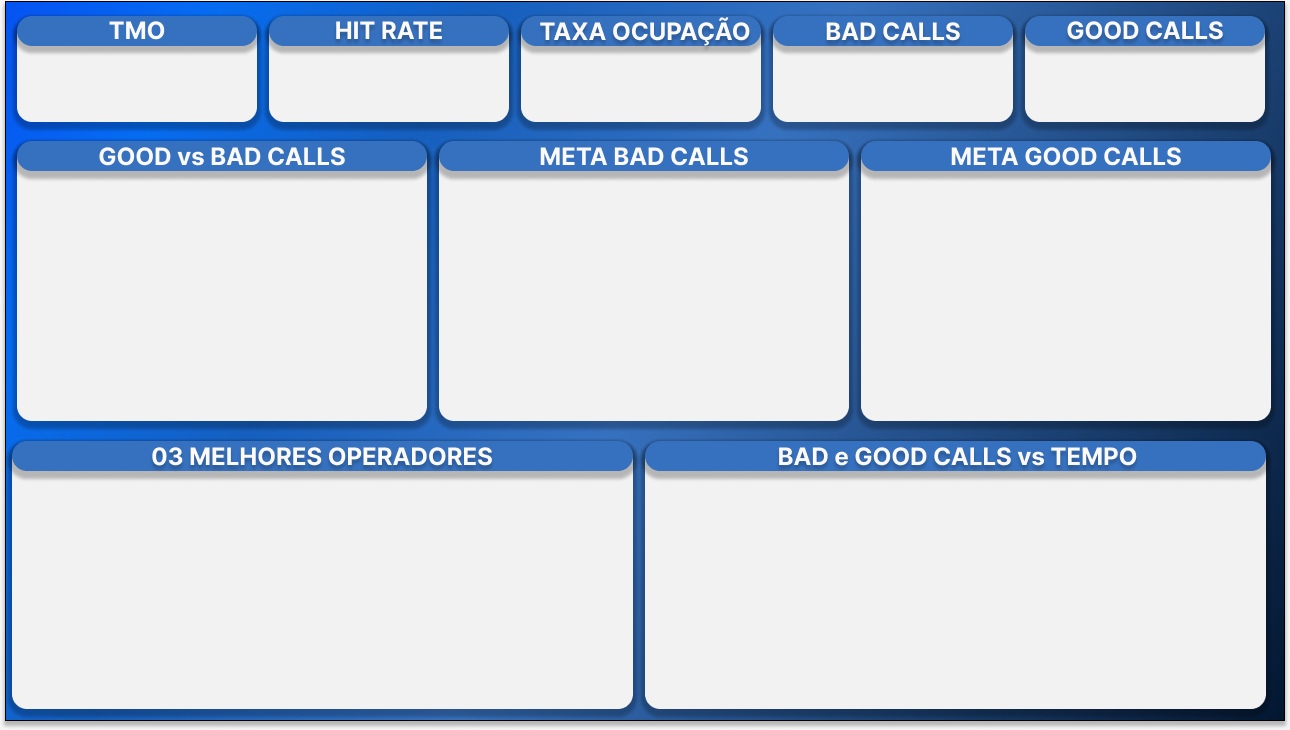 TMO
HIT RATE
TAXA OCUPAÇÃO
BAD CALLS
GOOD CALLS
GOOD vs BAD CALLS
META BAD CALLS
META GOOD CALLS
03 MELHORES OPERADORES
BAD e GOOD CALLS vs TEMPO